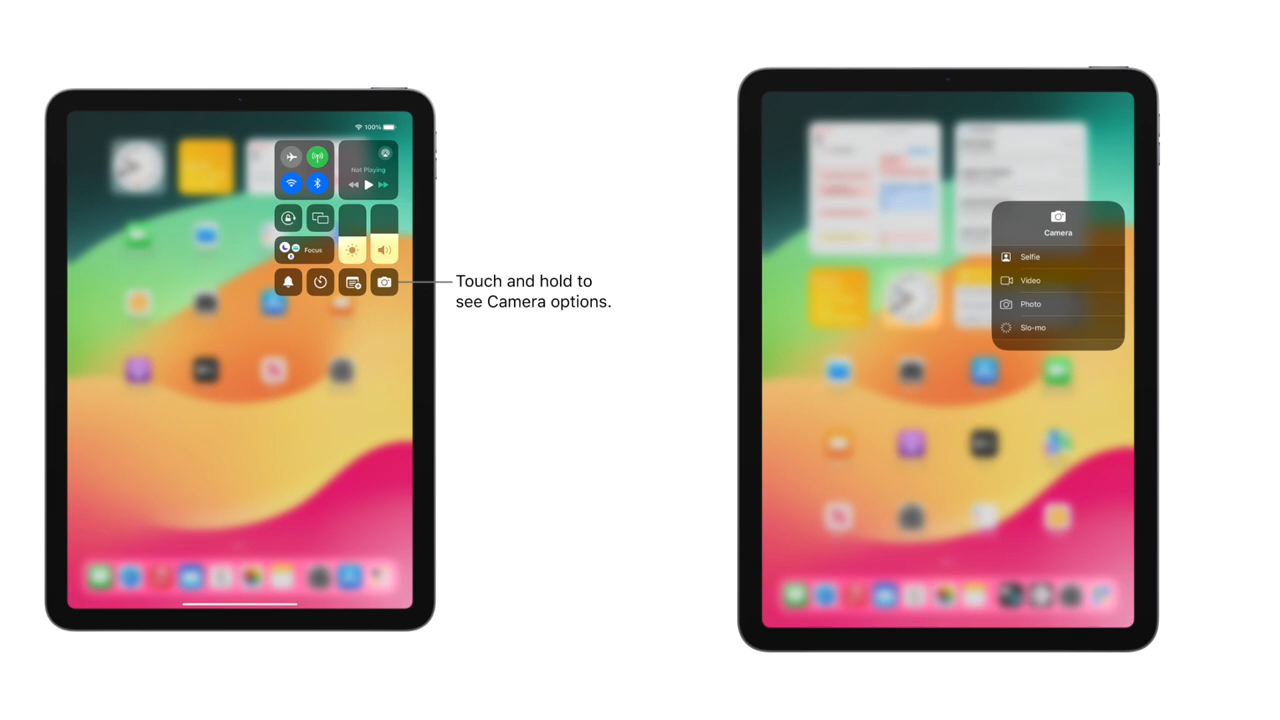 100%
Not Playing
Focus
Touch and hold to
see Camera options.
Camera
Selfie
Video
Photo
Slo-mo